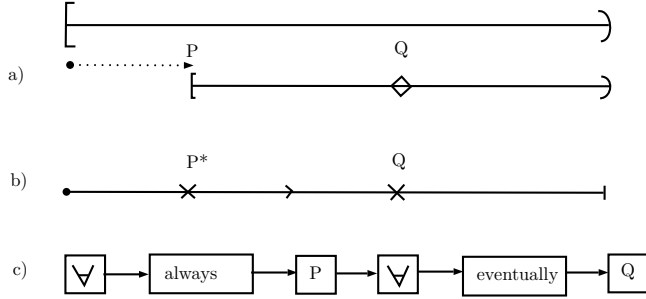 P Q
a)
P* Q
b)
c) ∀ always P ∀ eventually Q